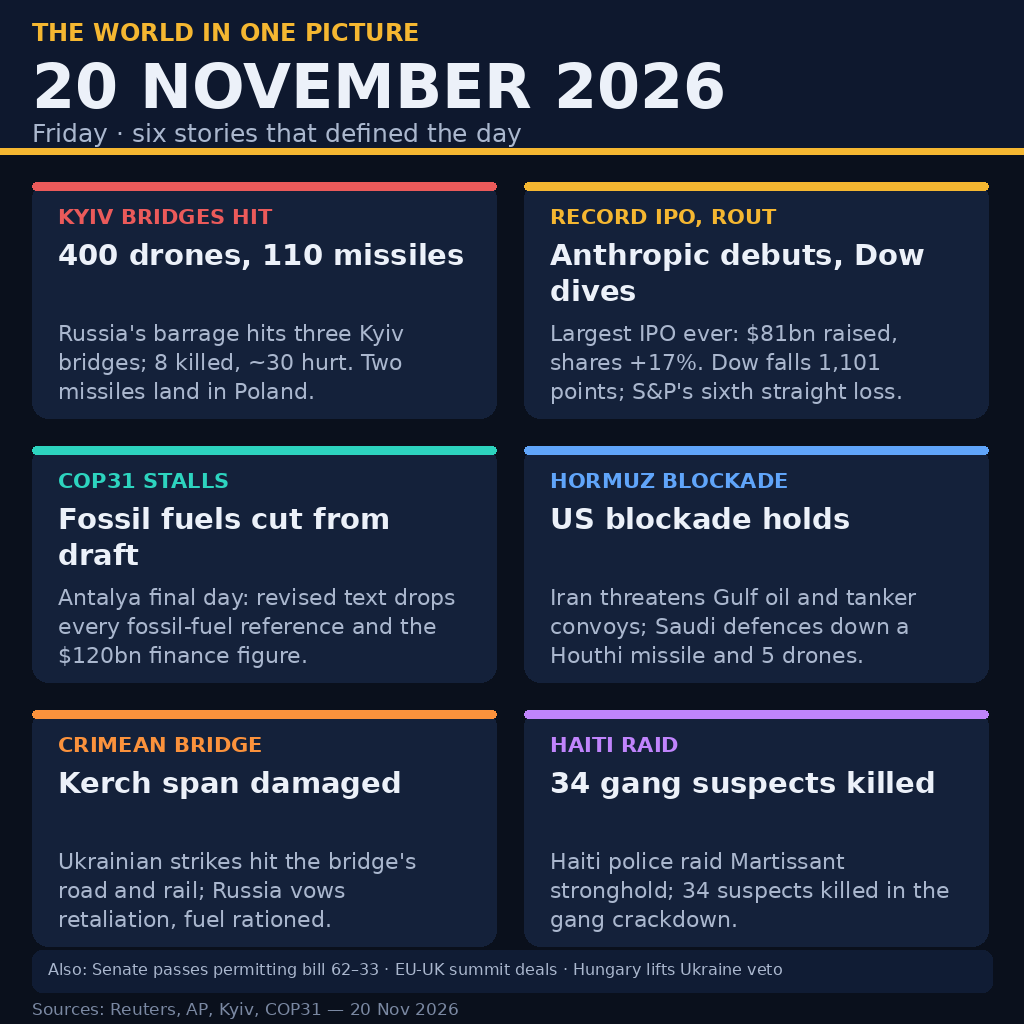 THE WORLD IN ONE PICTURE
20 NOVEMBER 2026
Friday · six stories that defined the day
KYIV BRIDGES HIT
400 drones, 110 missiles
Russia's barrage hits three Kyiv
bridges; 8 killed, ~30 hurt. Two
missiles land in Poland.
RECORD IPO, ROUT
Anthropic debuts, Dow
dives
Largest IPO ever: $81bn raised,
shares +17%. Dow falls 1,101
points; S&P's sixth straight loss.
COP31 STALLS
Fossil fuels cut from
draft
Antalya final day: revised text drops
every fossil-fuel reference and the
$120bn finance figure.
HORMUZ BLOCKADE
US blockade holds
Iran threatens Gulf oil and tanker
convoys; Saudi defences down a
Houthi missile and 5 drones.
CRIMEAN BRIDGE
Kerch span damaged
Ukrainian strikes hit the bridge's
road and rail; Russia vows
retaliation, fuel rationed.
HAITI RAID
34 gang suspects killed
Haiti police raid Martissant
stronghold; 34 suspects killed in the
gang crackdown.
Also: Senate passes permitting bill 62–33 · EU-UK summit deals · Hungary lifts Ukraine veto
Sources: Reuters, AP, Kyiv, COP31 — 20 Nov 2026